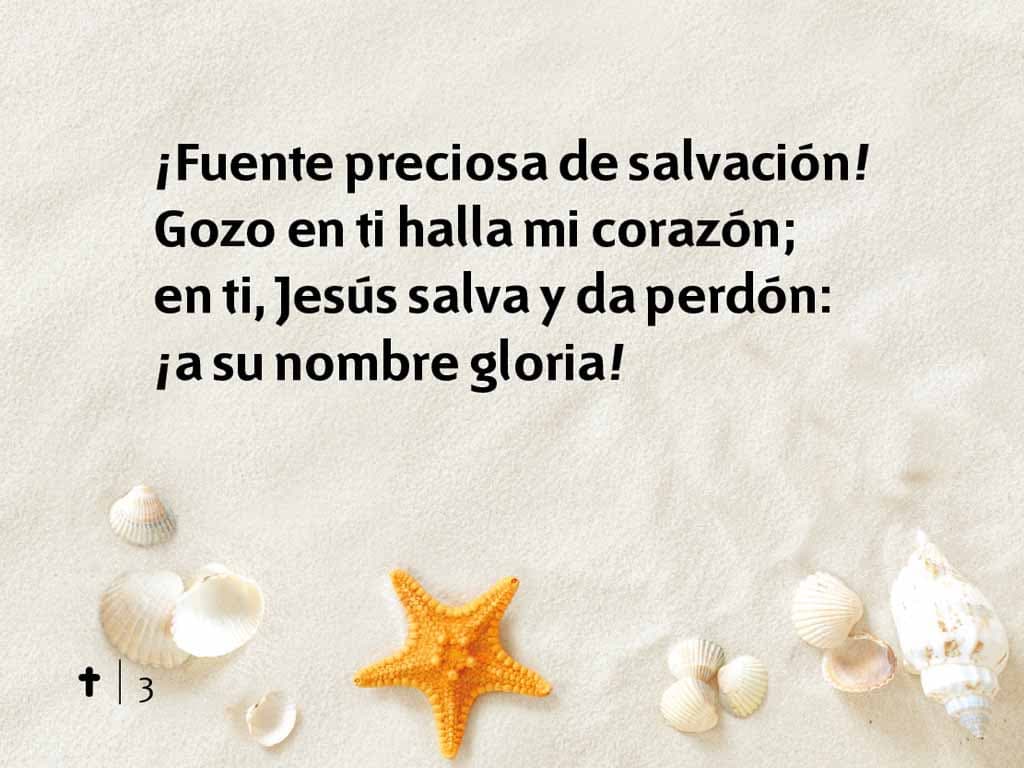 ¡Fuente preciosa de salvación!
Gozo en ti halla mi corazón;
en ti, Jesús salva y da perdón:
¡a su nombre gloria!
3